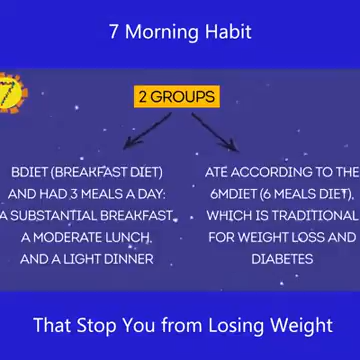 7 Morning Habit
7
2 GROUPS
BDIET (BREAKFAST DIET)
AND HAD 3 MEALS A DAY:
A SUBSTANTIAL BREAKFAST,
A MODERATE LUNCH,
AND A LIGHT DINNER
ATE ACCORDING TO THE
6MDIET (6 MEALS DIET),
WHICH IS TRADITIONAL
FOR WEIGHT LOSS AND
DIABETES
That Stop You from Losing Weight